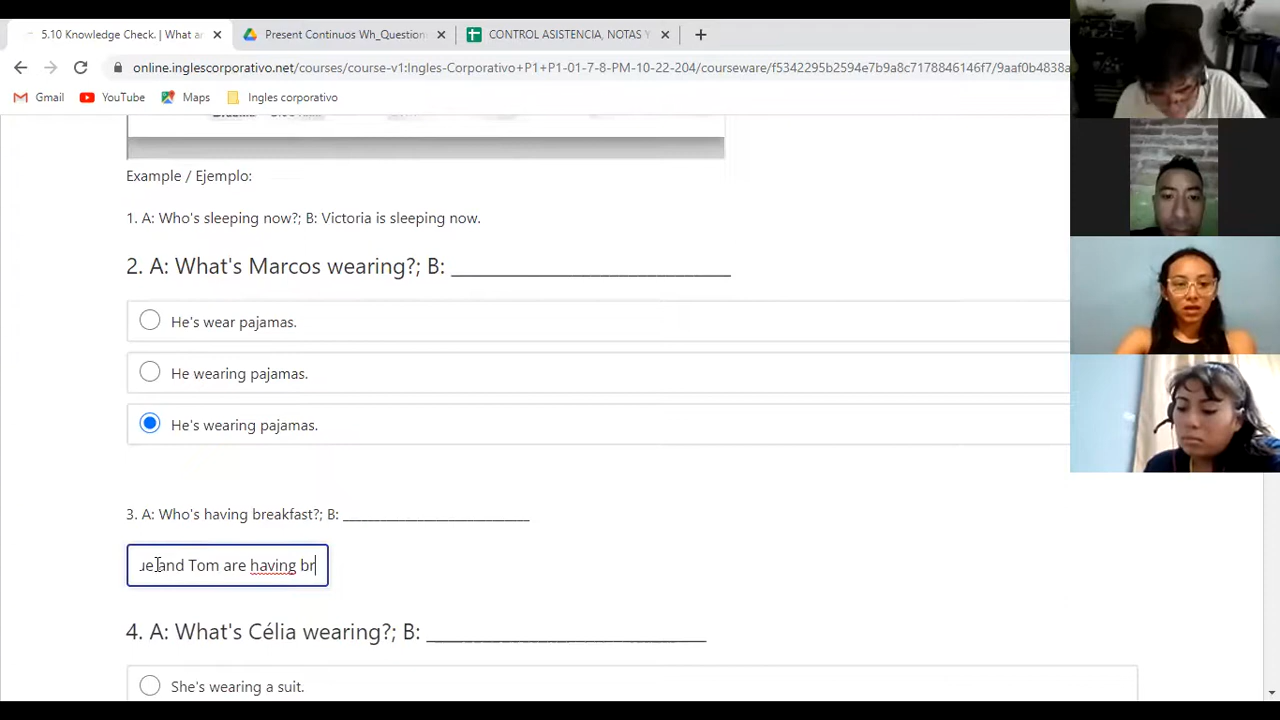 5.10 Knowledge Check. | What ar
Present Continuos Wh_Question
CONTROL ASISTENCIA, NOTAS Y
online.inglescorporativo.net/courses/course-v1:Ingles-Corporativo+P1+P1-01-7-8-PM-10-22-204/courseware/f5342295b2594e7b9a8c7178846146f7/9aaf0b4838a
Gmail YouTube Maps Ingles corporativo
Example / Ejemplo:
1. A: Who's sleeping now?; B: Victoria is sleeping now.
2. A: What's Marcos wearing?; B: ____________________________
He's wear pajamas.
He wearing pajamas.
He's wearing pajamas.
3. A: Who's having breakfast?; B: ____________________________
ue and Tom are having br
4. A: What's Célia wearing?; B: ____________________________
She's wearing a suit.